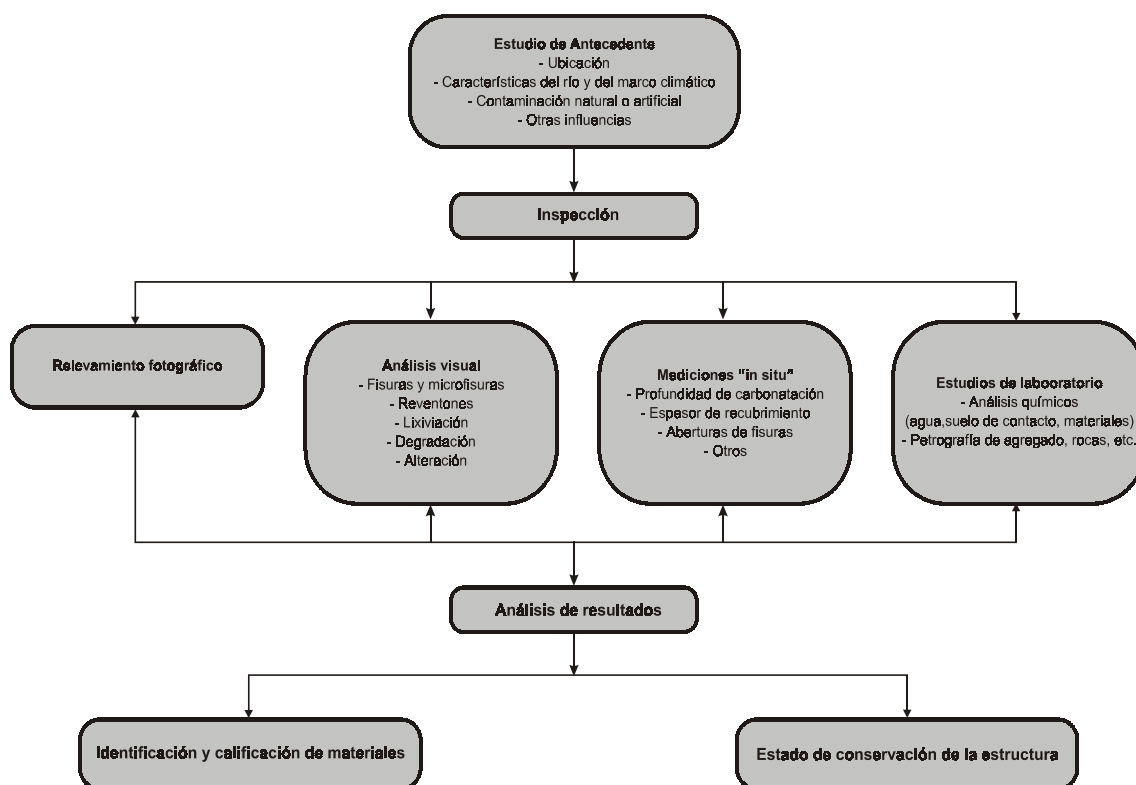 Estudio de Antecedente
- Ubicación
- Características del río y del marco climático
- Contaminación natural o artificial
- Otras influencias
Inspección
Relevamiento fotográfico
Análisis visual
- Fisuras y microfisuras
- Reventones
- Lixiviación
- Degradación
- Alteración
Mediciones "in situ"
- Profundidad de carbonatación
- Espesor de recubrimiento
- Aberturas de fisuras
- Otros
Estudios de labooratorio
- Análisis químicos
(agua,suelo de contacto, materiales)
- Petrografía de agregado, rocas, etc.
Análisis de resultados
Identificación y calificación de materiales
Estado de conservación de la estructura